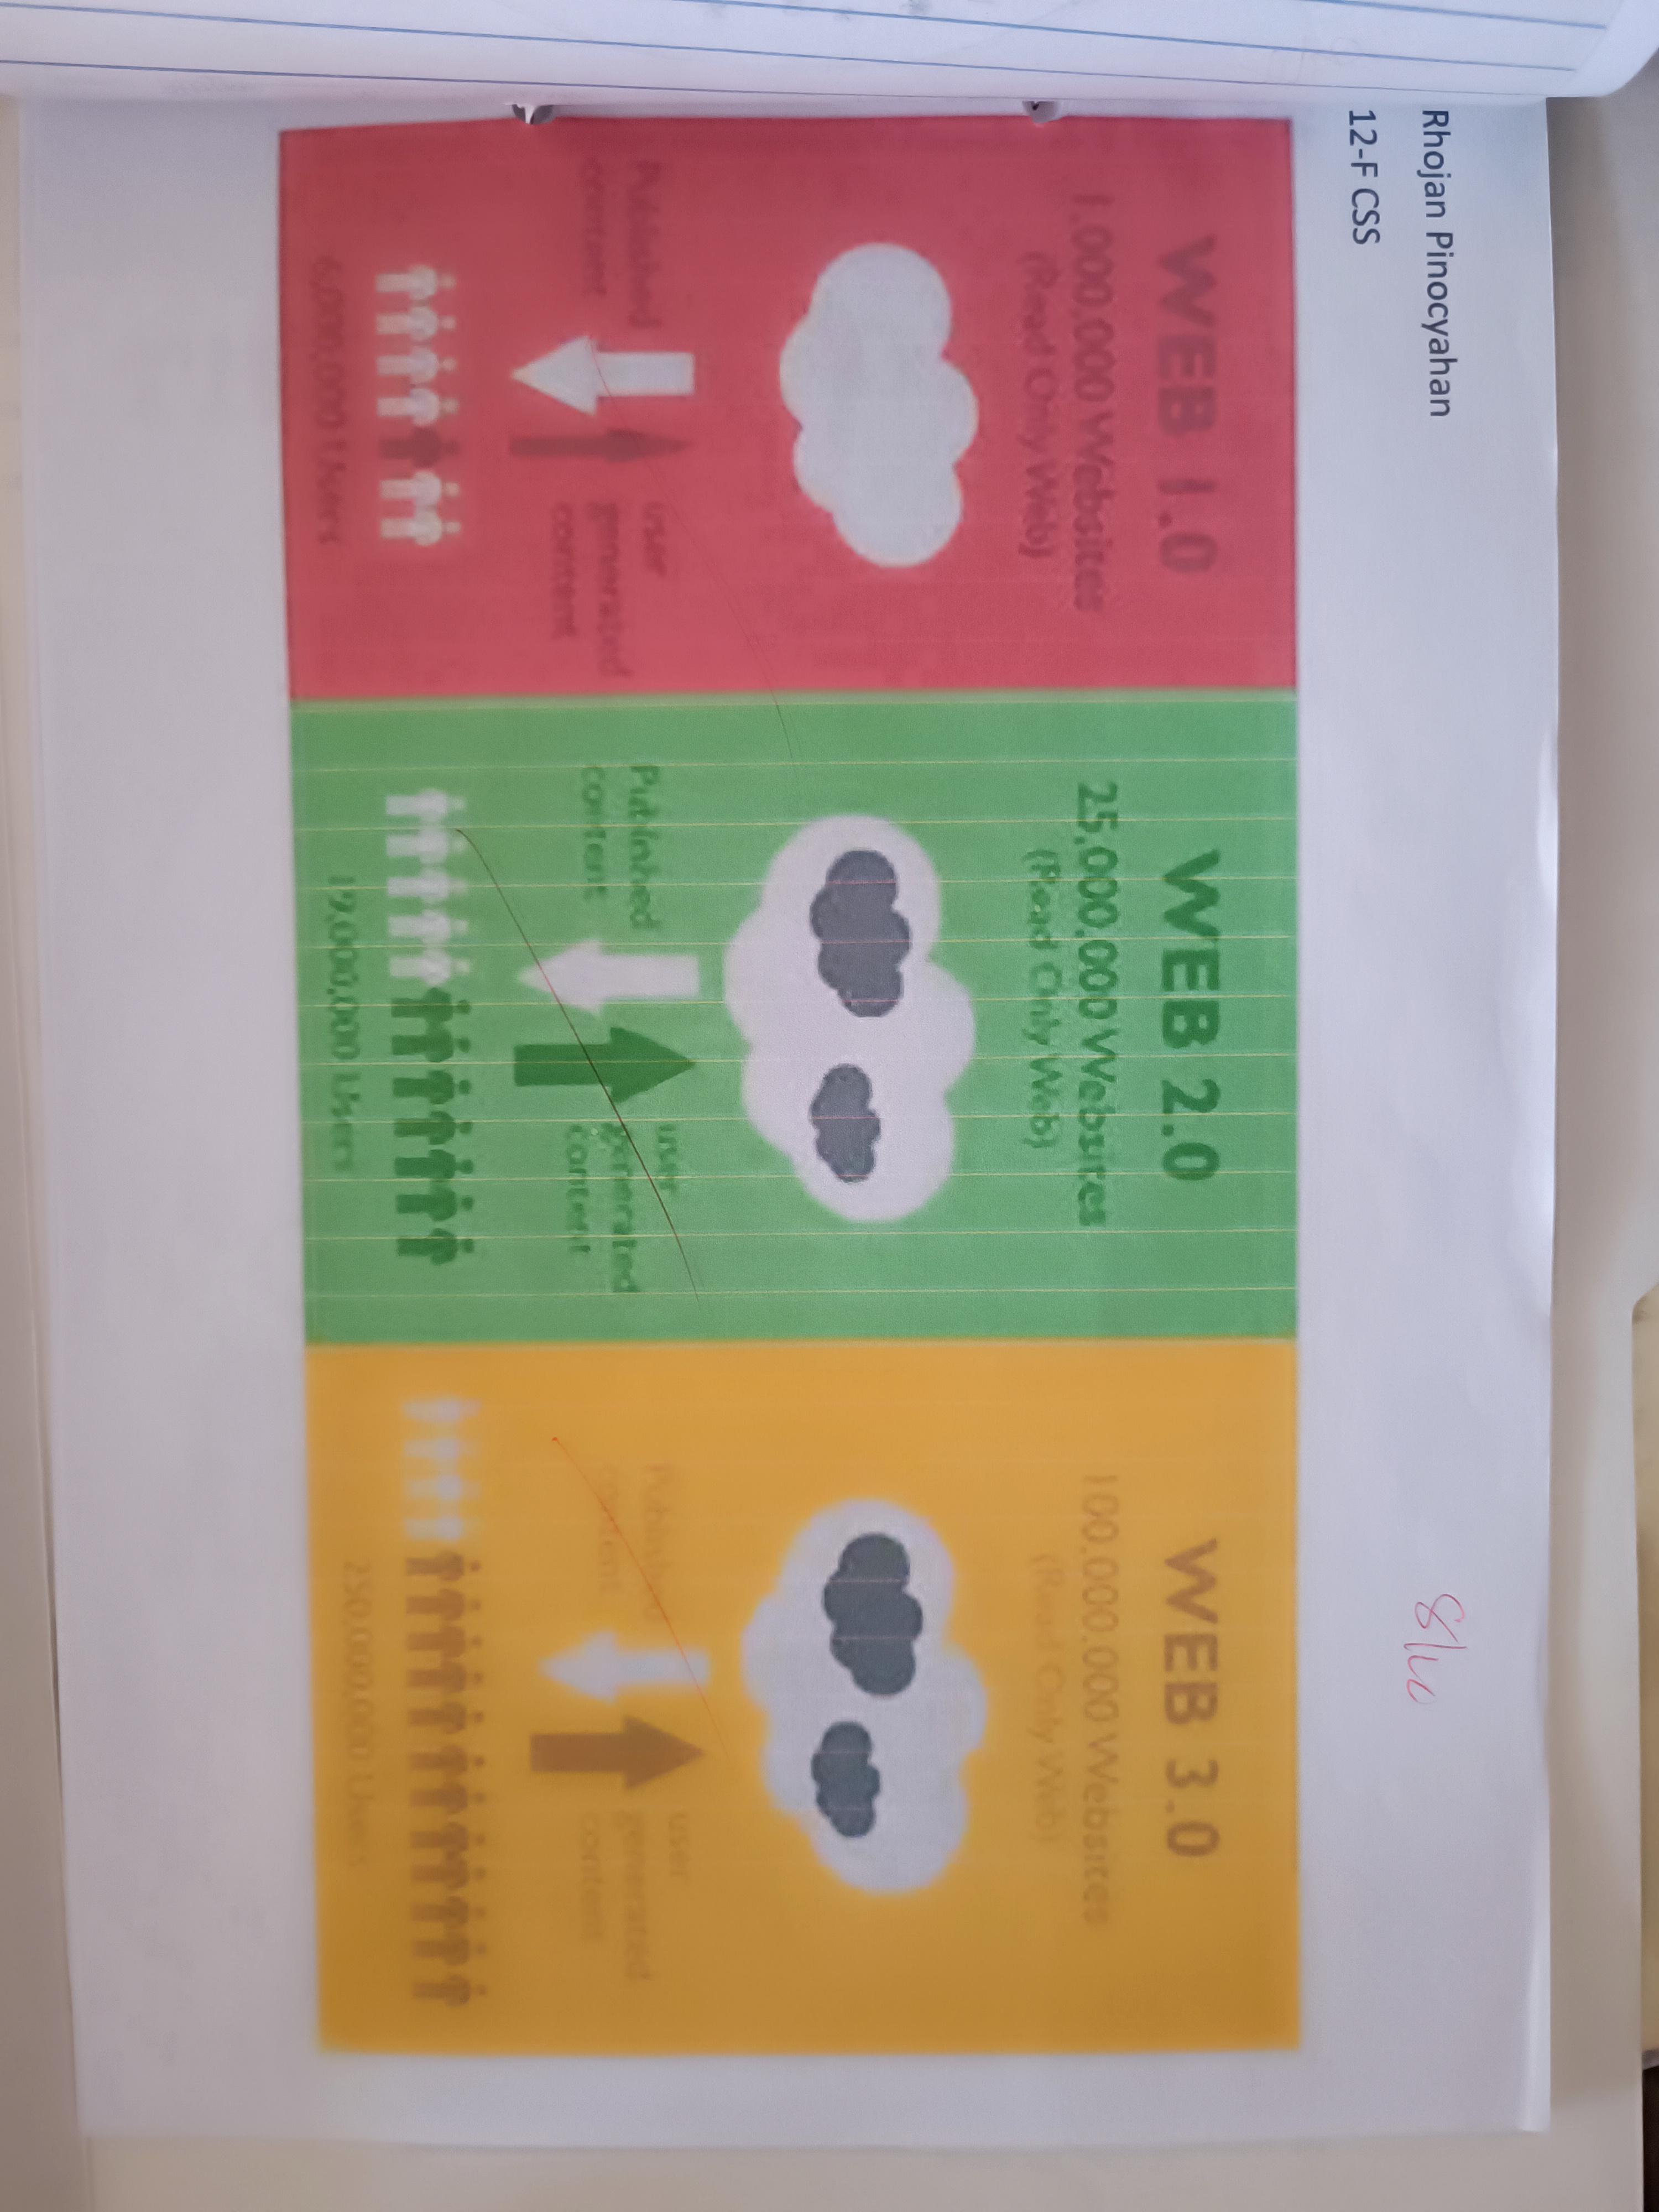 Rhojan Pinocyahan
12-F CSS
8/10
WEB 1.0
1.000.000 Websites
(Read Only Web)
Published
content
user
generated
content
6,000,000 Users
WEB 2.0
25.000.000 Websites
(Read Only Web)
Published
content
user
generated
content
19,000,000 Users
WEB 3.0
100.000.000 Websites
(Read Only Web)
Published
content
user
generated
content
250,000,000 Users